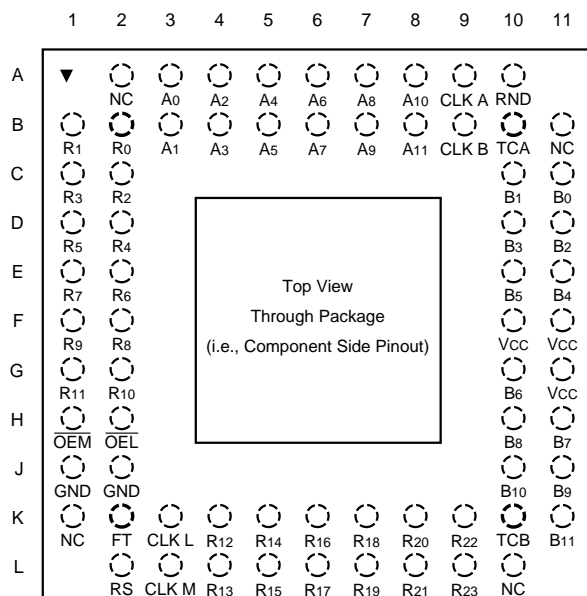 1 2 3 4 5 6 7 8 9 10 11
A
NC A0 A2 A4 A6 A8 A10 CLK A RND
B
R1 R0 A1 A3 A5 A7 A9 A11 CLK B TCA NC
C
R3 R2 B1 B0
D
R5 R4 B3 B2
E
R7 R6 B5 B4
F
R9 R8 VCC VCC
G
R11 R10 B6 VCC
H
OEM OEL B8 B7
J
GND GND B10 B9
K
NC FT CLK L R12 R14 R16 R18 R20 R22 TCB B11
L
RS CLK M R13 R15 R17 R19 R21 R23 NC
Top View
Through Package
(i.e., Component Side Pinout)